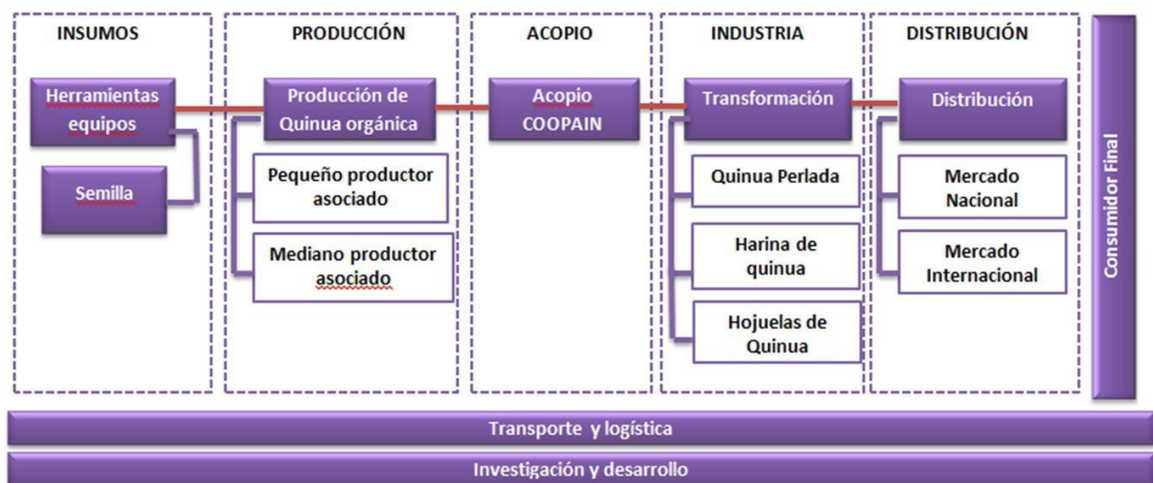 INSUMOS
PRODUCCIÓN
ACOPIO
INDUSTRIA
DISTRIBUCIÓN
Herramientas
equipos
Semilla
Producción de
Quinua orgánica
Pequeño productor
asociado
Mediano productor
asociado
Acopio
COOPAIN
Transformación
Quinua Perlada
Harina de
quinua
Hojuelas de
Quinua
Distribución
Mercado
Nacional
Mercado
Internacional
Consumidor Final
Transporte y logística
Investigación y desarrollo